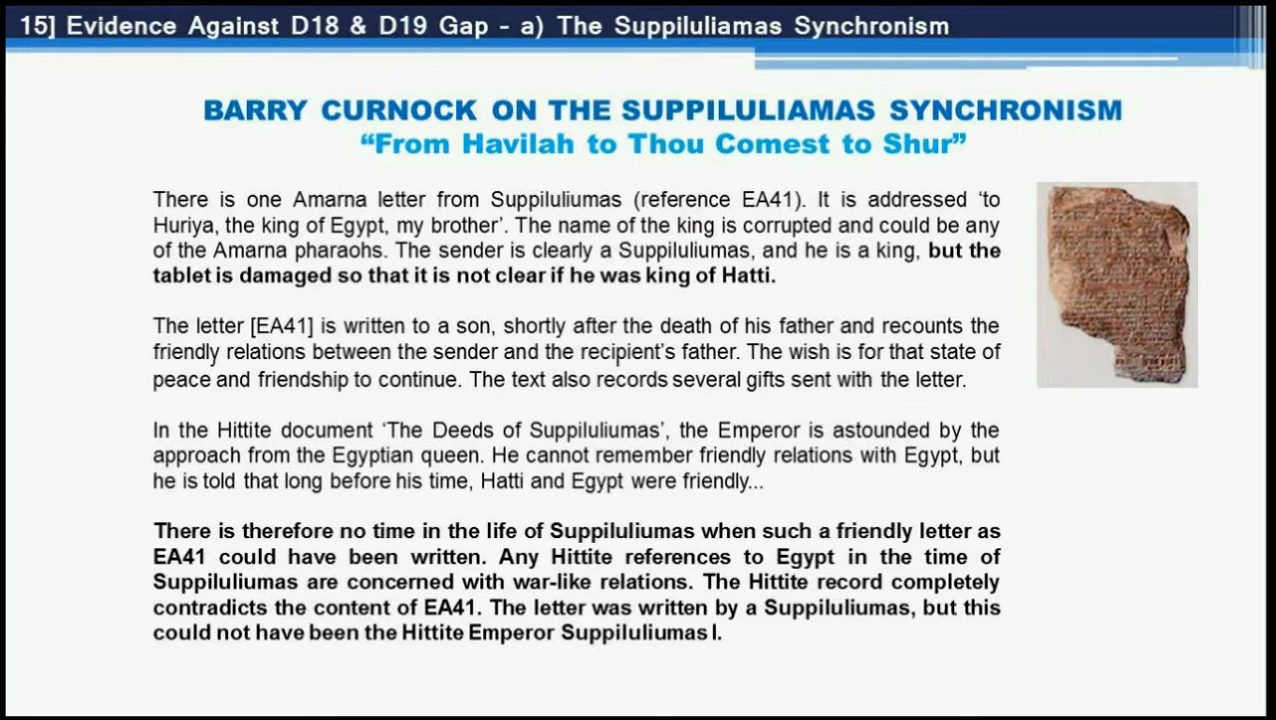 15] Evidence Against D18 & D19 Gap - a) The Suppiluliamas Synchronism
BARRY CURNOCK ON THE SUPPILULIAMAS SYNCHRONISM
“From Havilah to Thou Comest to Shur”
There is one Amarna letter from Suppiluliumas (reference EA41). It is addressed ‘to
Huriya, the king of Egypt, my brother’. The name of the king is corrupted and could be any
of the Amarna pharaohs. The sender is clearly a Suppiluliumas, and he is a king, but the
tablet is damaged so that it is not clear if he was king of Hatti.
The letter [EA41] is written to a son, shortly after the death of his father and recounts the
friendly relations between the sender and the recipient’s father. The wish is for that state of
peace and friendship to continue. The text also records several gifts sent with the letter.
In the Hittite document ‘The Deeds of Suppiluliumas’, the Emperor is astounded by the
approach from the Egyptian queen. He cannot remember friendly relations with Egypt, but
he is told that long before his time, Hatti and Egypt were friendly...
There is therefore no time in the life of Suppiluliumas when such a friendly letter as
EA41 could have been written. Any Hittite references to Egypt in the time of
Suppiluliumas are concerned with war-like relations. The Hittite record completely
contradicts the content of EA41. The letter was written by a Suppiluliumas, but this
could not have been the Hittite Emperor Suppiluliumas I.